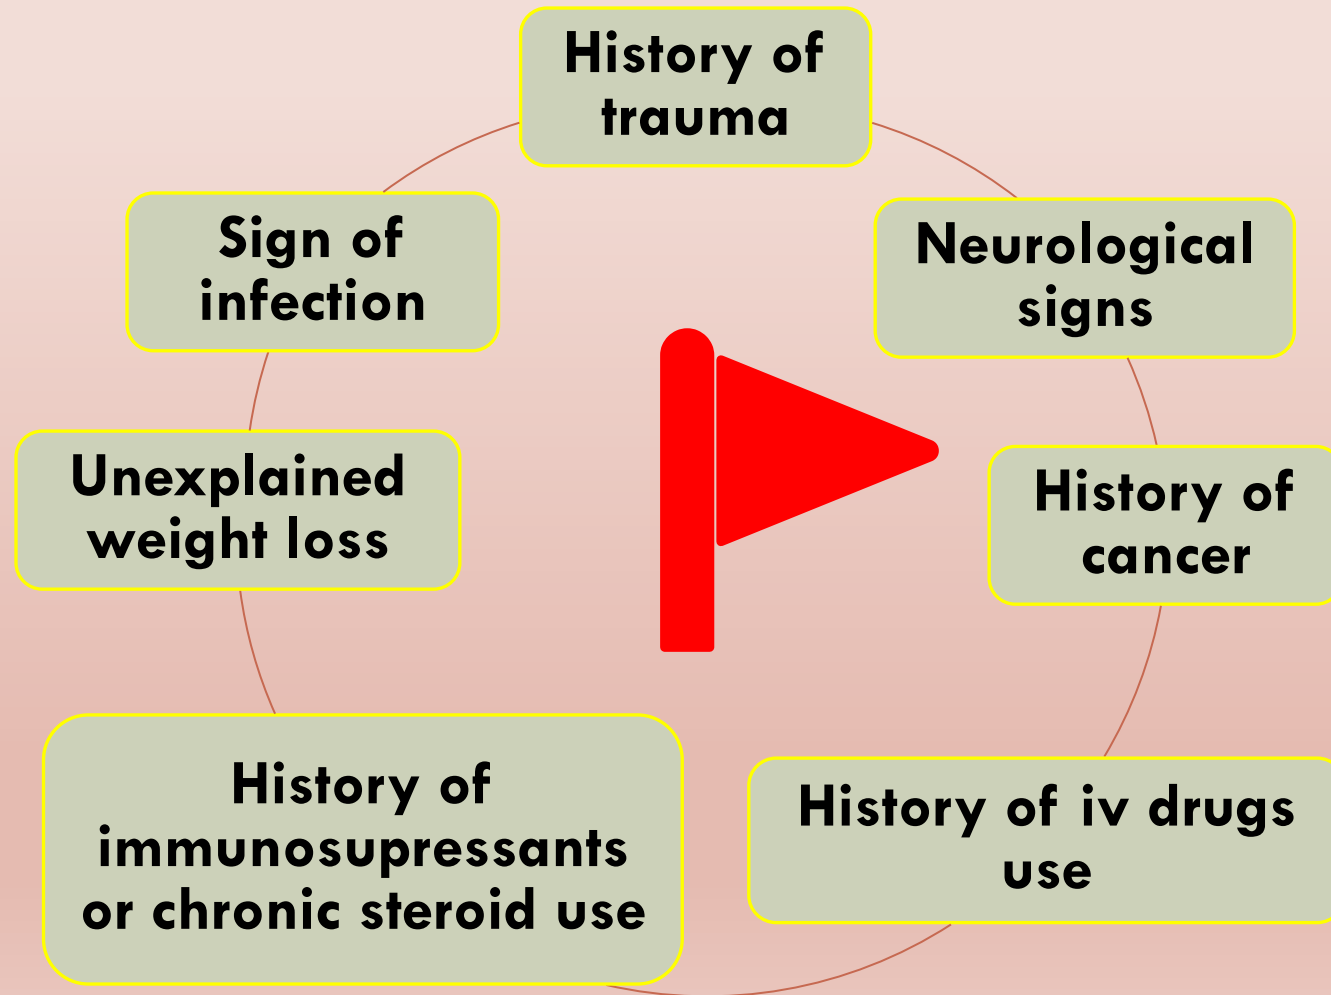 History of
trauma
Sign of
infection
Neurological
signs
Unexplained
weight loss
History of
cancer
History of
immunosupressants
or chronic steroid use
History of iv drugs
use